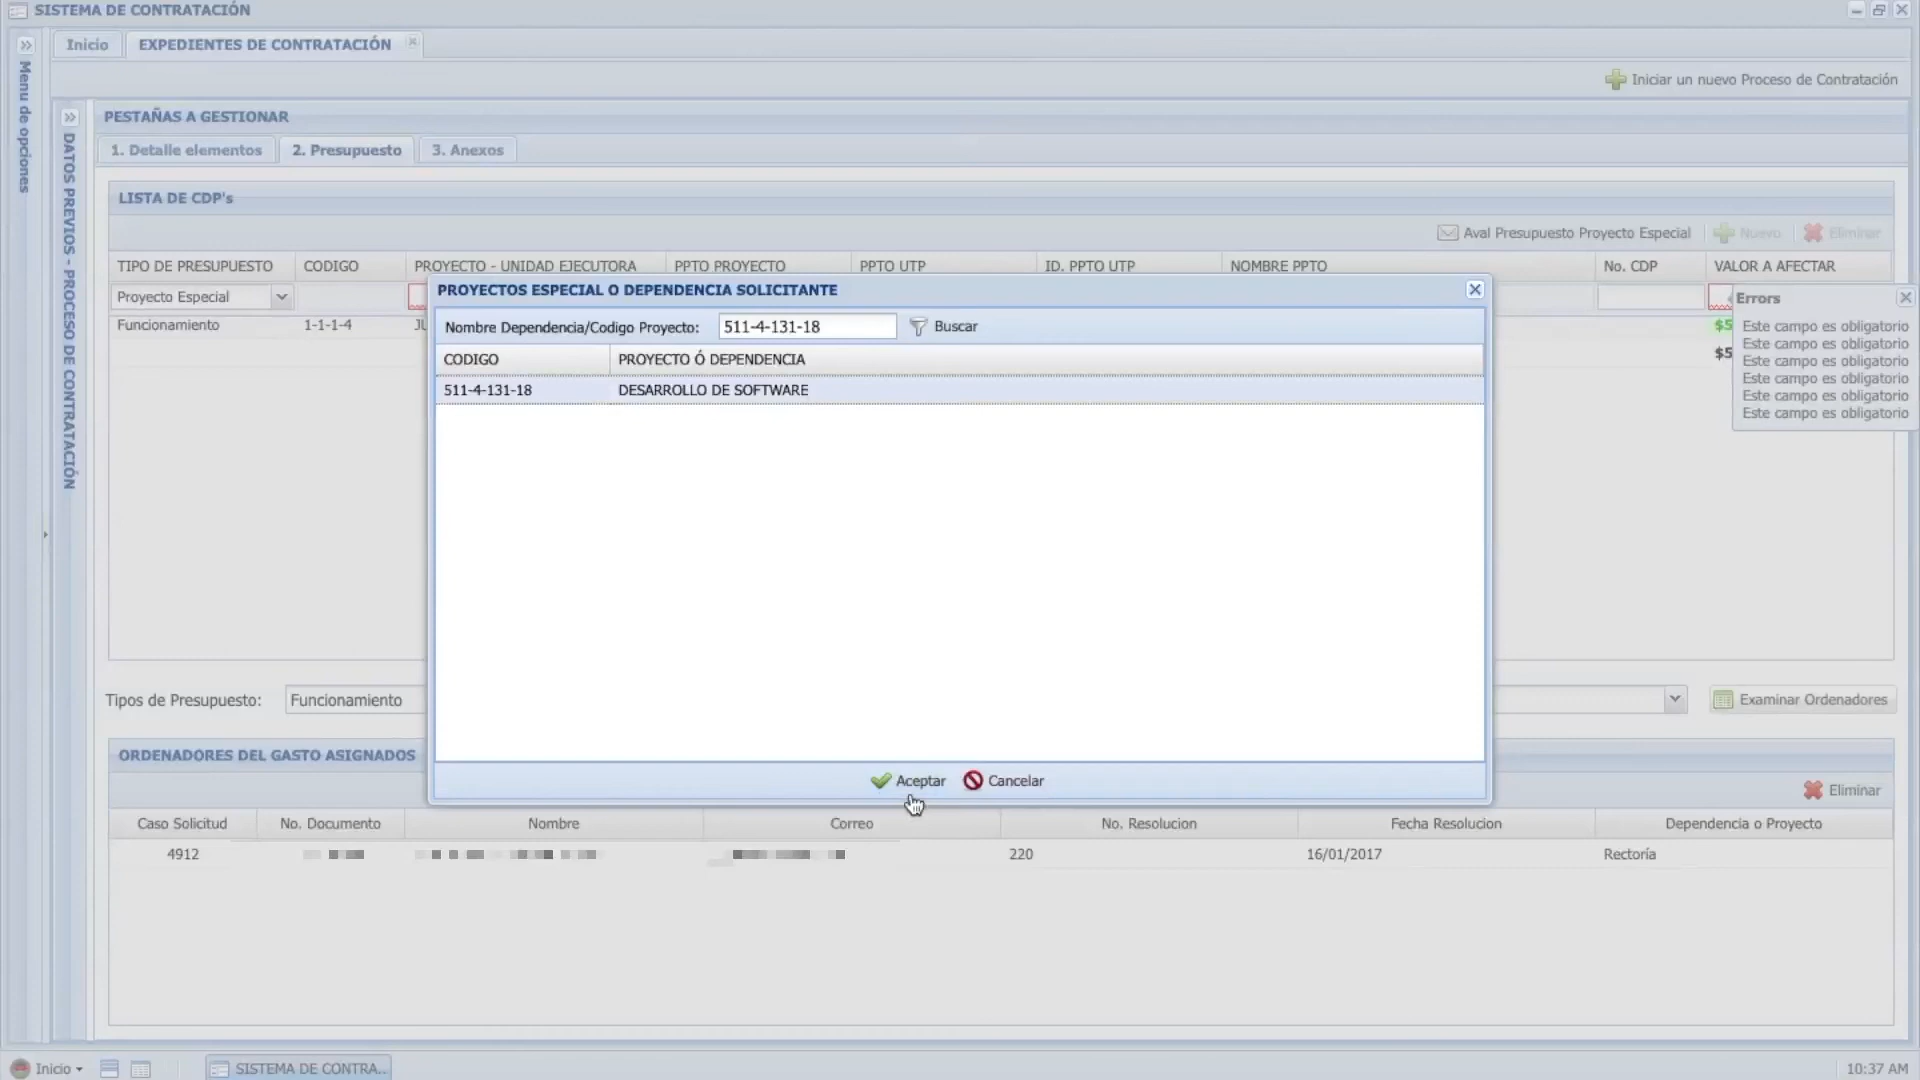 SISTEMA DE CONTRATACIÓN
Inicio
EXPEDIENTES DE CONTRATACIÓN
Menu de opciones
Iniciar un nuevo Proceso de Contratación
DATOS PREVIOS - PROCESO DE CONTRATACIÓN
PESTAÑAS A GESTIONAR
1. Detalle elementos
2. Presupuesto
3. Anexos
LISTA DE CDP's
Aval Presupuesto Proyecto Especial
Nuevo
Eliminar
TIPO DE PRESUPUESTO
CODIGO
PROYECTO - UNIDAD EJECUTORA
PPTO PROYECTO
PPTO UTP
ID. PPTO UTP
NOMBRE PPTO
No. CDP
VALOR A AFECTAR
Proyecto Especial
Funcionamiento
1-1-1-4
JU
$5
$5
Errors
Este campo es obligatorio
Este campo es obligatorio
Este campo es obligatorio
Este campo es obligatorio
Este campo es obligatorio
Este campo es obligatorio
PROYECTOS ESPECIAL O DEPENDENCIA SOLICITANTE
Nombre Dependencia/Codigo Proyecto:
511-4-131-18
Buscar
CODIGO
PROYECTO Ó DEPENDENCIA
511-4-131-18
DESARROLLO DE SOFTWARE
Aceptar
Cancelar
Tipos de Presupuesto:
Funcionamiento
Examinar Ordenadores
ORDENADORES DEL GASTO ASIGNADOS
Eliminar
Caso Solicitud
No. Documento
Nombre
Correo
No. Resolucion
Fecha Resolucion
Dependencia o Proyecto
4912
220
16/01/2017
Rectoría
Inicio
SISTEMA DE CONTRA..
10:37 AM